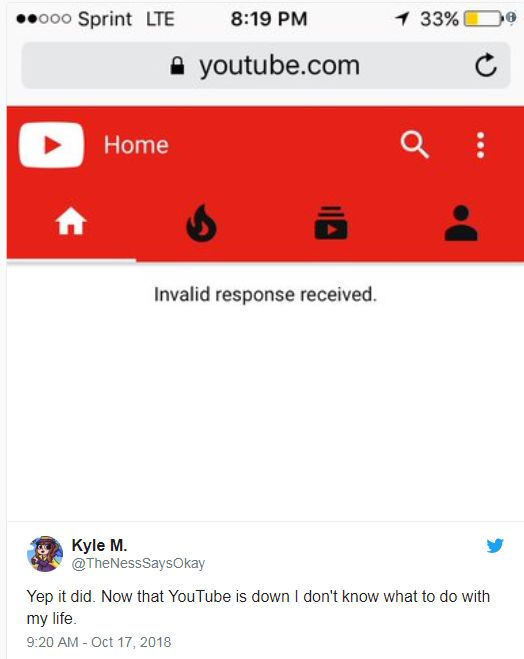 Sprint LTE 8:19 PM 33%
youtube.com
Home
Invalid response received.
Kyle M.
@TheNessSaysOkay
Yep it did. Now that YouTube is down I don't know what to do with
my life.
9:20 AM - Oct 17, 2018